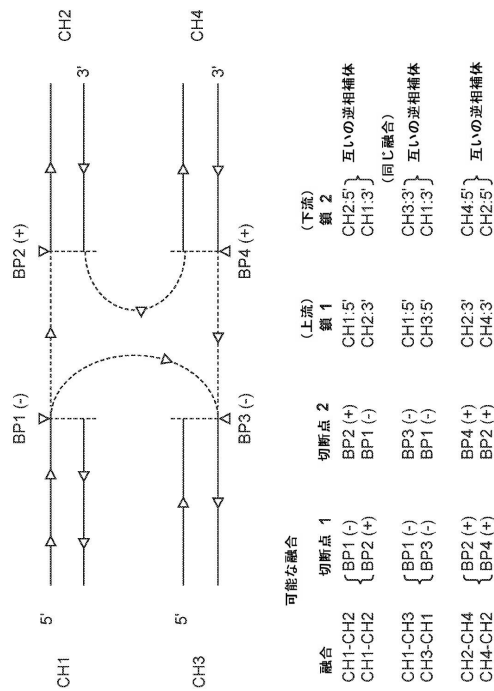 CH1 5' BP1 (-) BP2 (+) CH2
3'
5'
CH3 BP3 (-) BP4 (+) 3' CH4
可能な融合
融合 切断点 1 切断点 2 (上流) 鎖 1 (下流) 鎖 2
CH1-CH2 BP1 (-) BP2 (+) CH1:5' CH2:5' 互いの逆相補体
CH1-CH2 BP2 (+) BP1 (-) CH2:3' CH1:3'
(同じ融合)
CH1-CH3 BP1 (-) BP3 (-) CH1:5' CH3:3' 互いの逆相補体
CH3-CH1 BP3 (-) BP1 (-) CH3:5' CH1:3'
CH2-CH4 BP2 (+) BP4 (+) CH2:3' CH4:5' 互いの逆相補体
CH4-CH2 BP4 (+) BP2 (+) CH4:3' CH2:5'